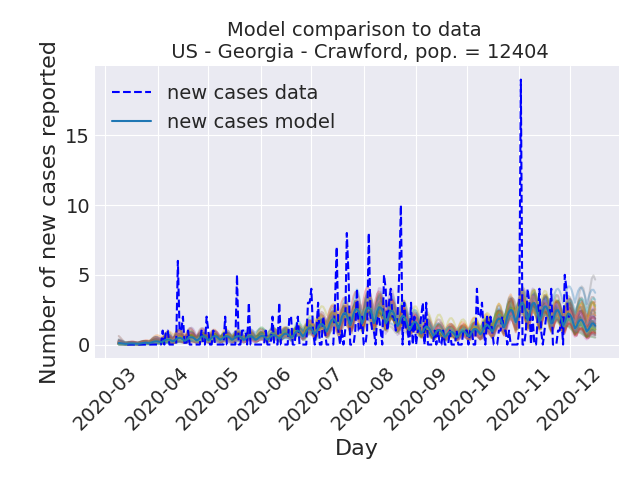 Model comparison to data
US - Georgia - Crawford, pop. = 12404
Number of new cases reported
new cases data
new cases model
15
10
5
0
2020-03
2020-04
2020-05
2020-06
2020-07
2020-08
2020-09
2020-10
2020-11
2020-12
Day